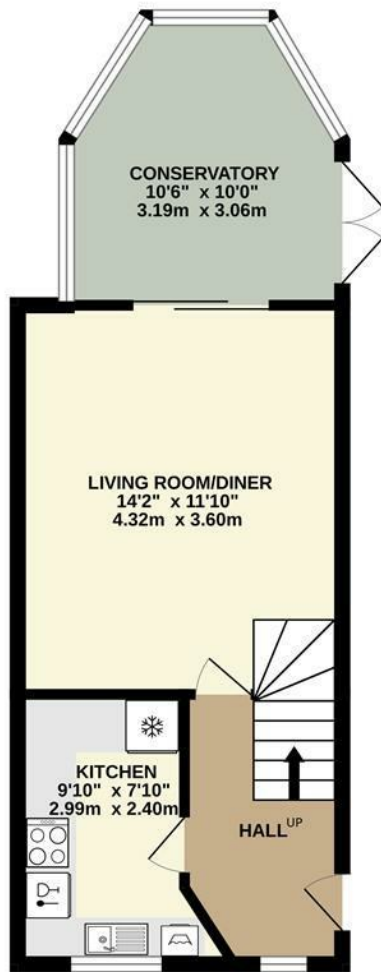 CONSERVATORY
10'6" x 10'0"
3.19m x 3.06m
LIVING ROOM/DINER
14'2" x 11'10"
4.32m x 3.60m
KITCHEN
9'10" x 7'10"
2.99m x 2.40m
HALL
UP